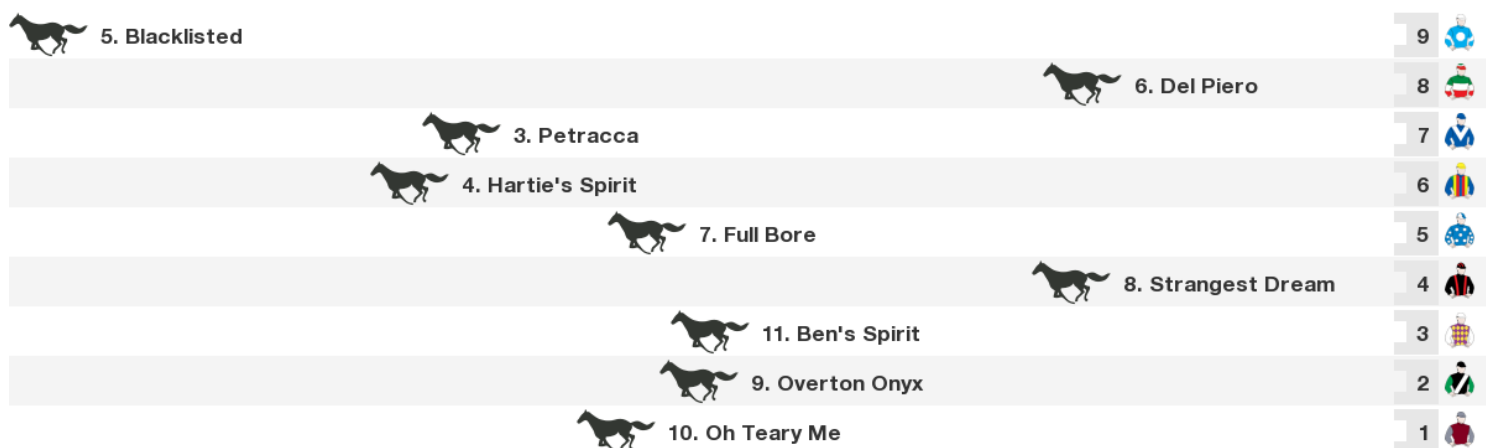 5. Blacklisted 9
6. Del Piero 8
3. Petracca 7
4. Hartie's Spirit 6
7. Full Bore 5
8. Strangest Dream 4
11. Ben's Spirit 3
9. Overton Onyx 2
10. Oh Teary Me 1